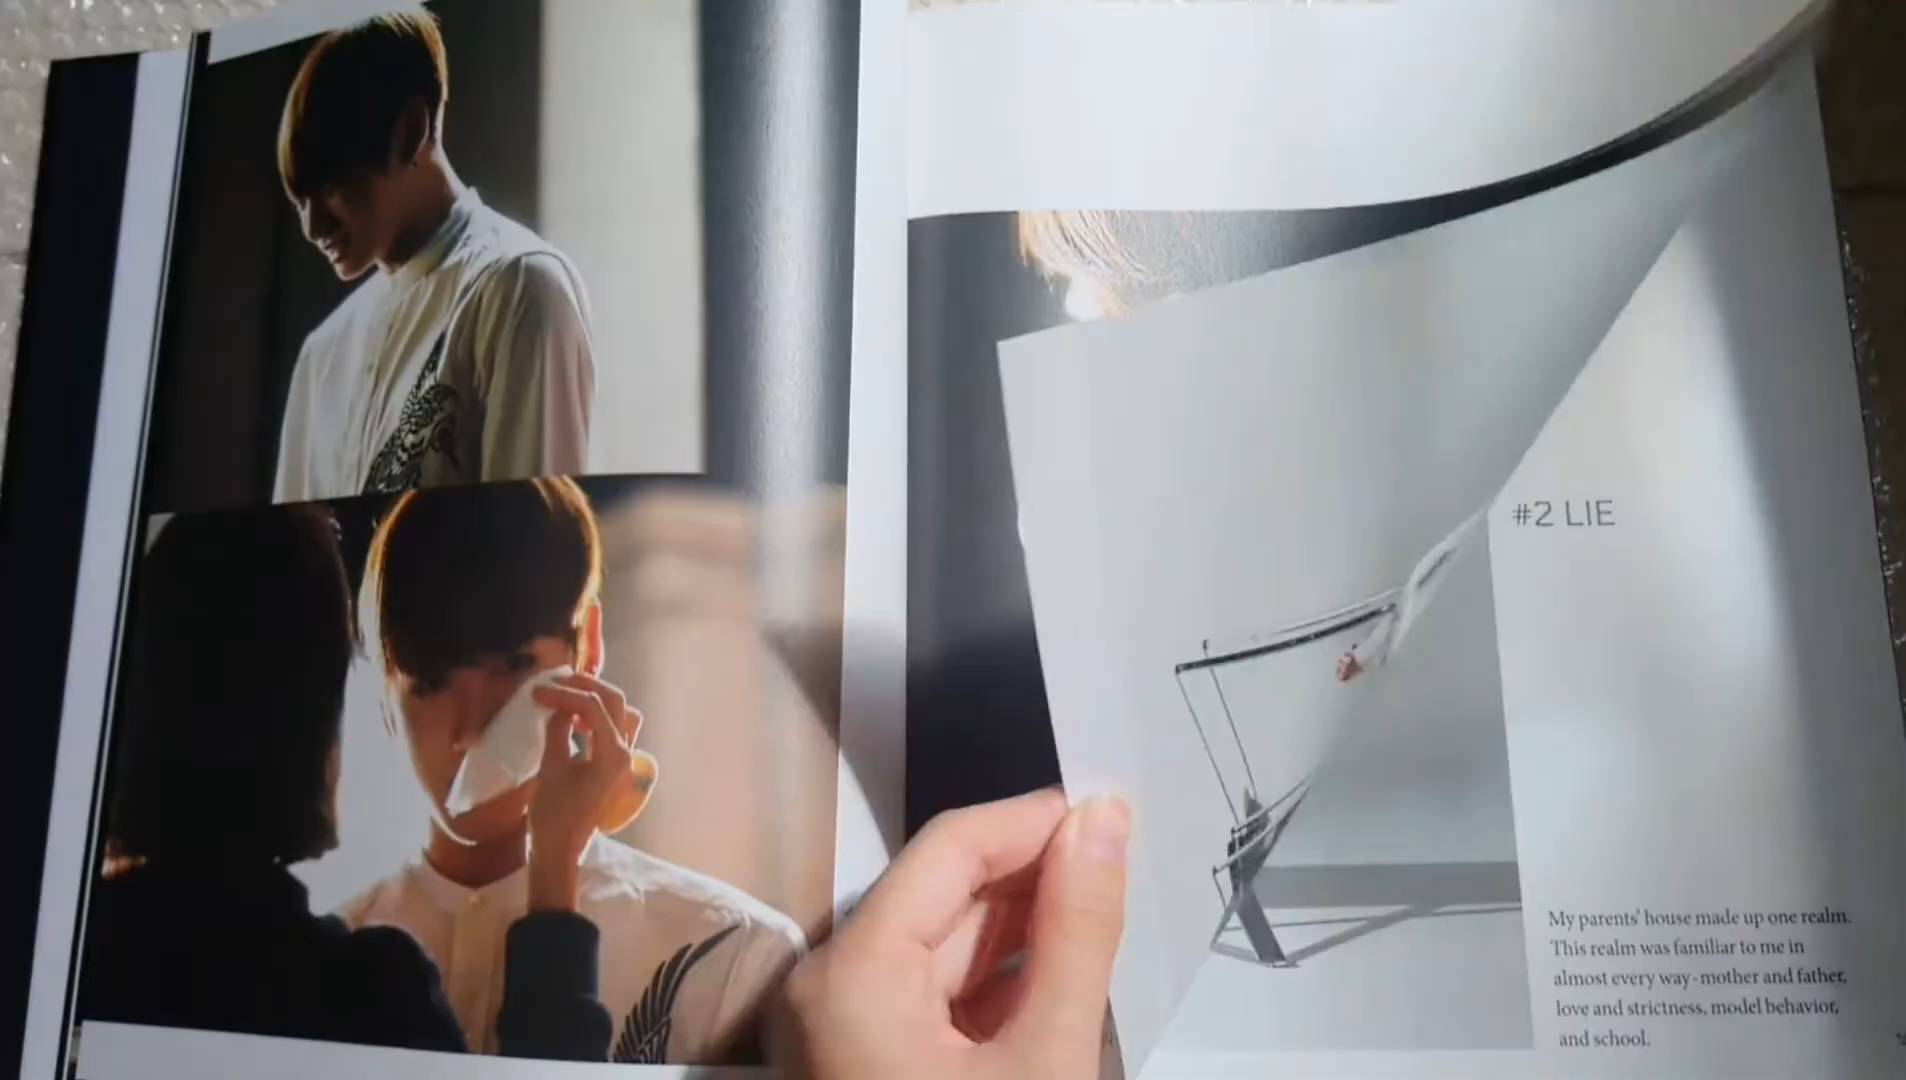 #2 LIE
My parents' house made up one realm.
This realm was familiar to me in
almost every way-mother and father,
love and strictness, model behavior,
and school.